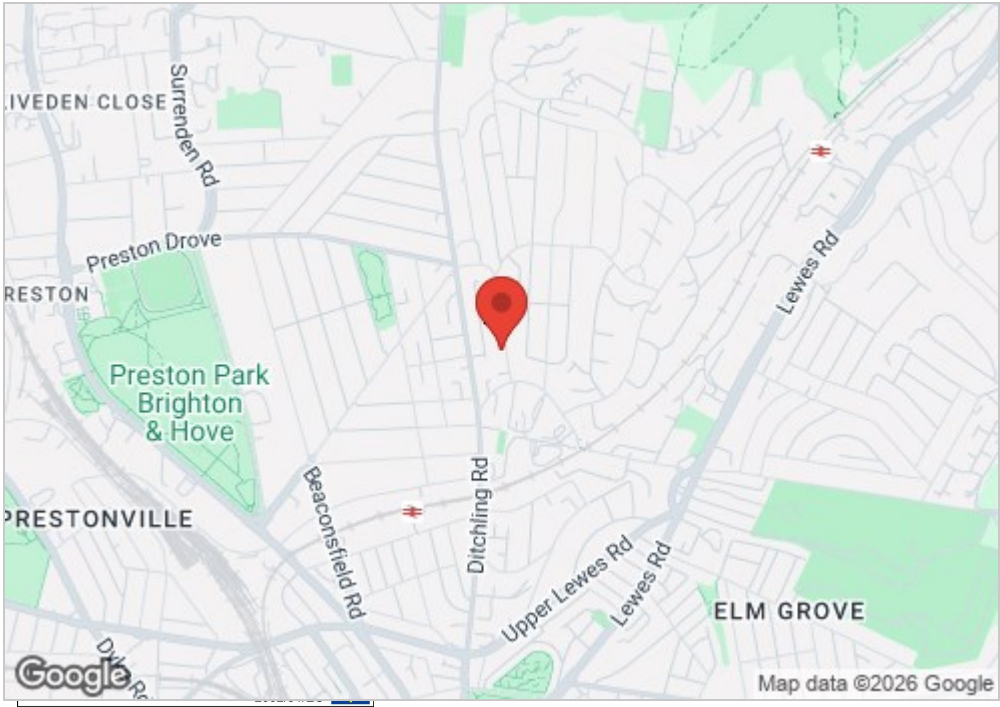 LIVEDEN CLOSE
Surrenden Rd
Preston Drove
RESTON
Preston Park
Brighton
& Hove
Lewes Rd
PRESTONVILLE
Beaconsfield Rd
Ditchling Rd
Upper Lewes Rd
Lewes Rd
ELM GROVE
Google
Map data ©2026 Google